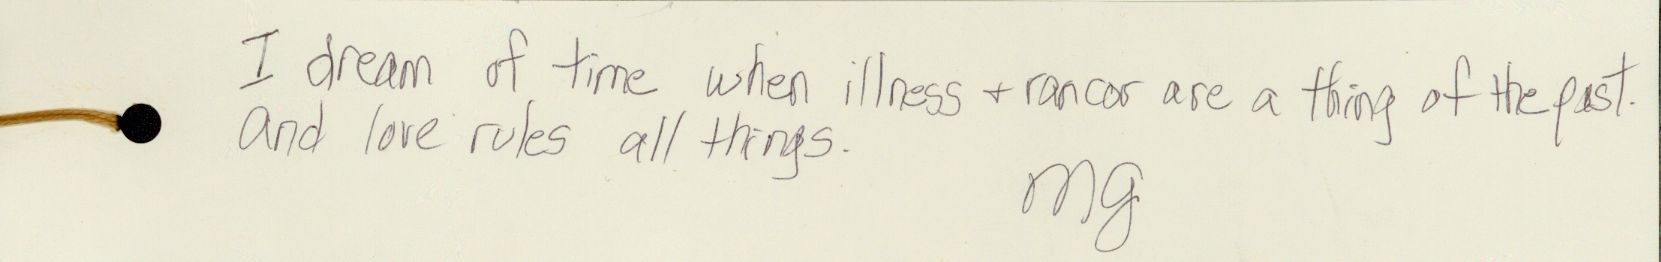 I dream of time when illness + rancor are a thing of the past.
And love rules all things.
MG